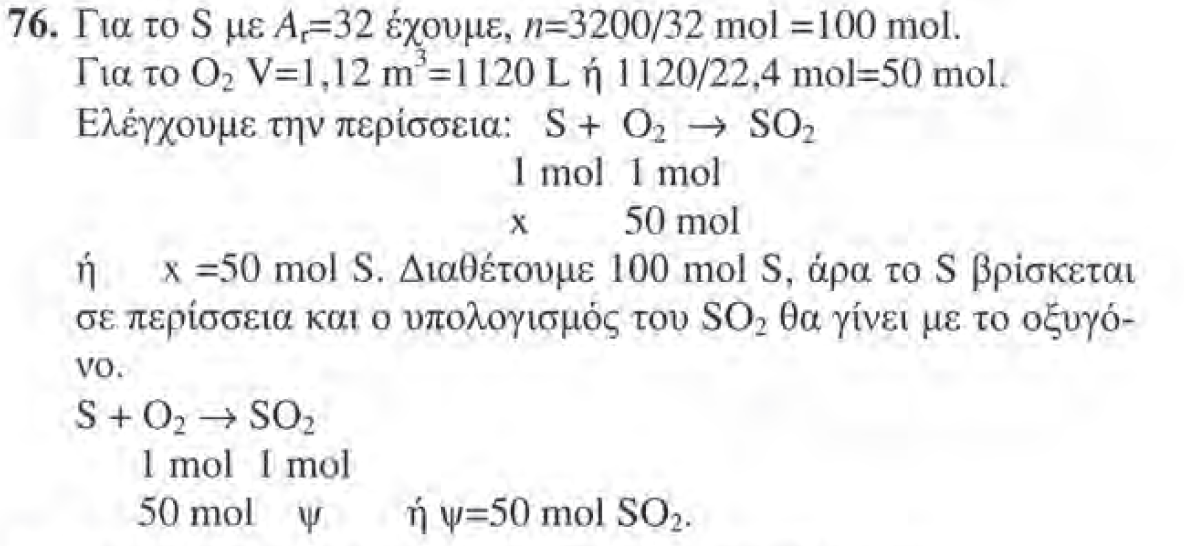 76. Για το S με Aᵣ=32 έχουμε, n=3200/32 mol =100 mol.
Για το O₂ V=1,12 m³=1120 L ή 1120/22,4 mol=50 mol.
Ελέγχουμε την περίσσεια: S + O₂ → SO₂
1 mol 1 mol
x 50 mol
ή x =50 mol S. Διαθέτουμε 100 mol S, άρα το S βρίσκεται
σε περίσσεια και ο υπολογισμός του SO₂ θα γίνει με το οξυγό-
νο.
S + O₂ → SO₂
1 mol 1 mol
50 mol ψ ή ψ=50 mol SO₂.